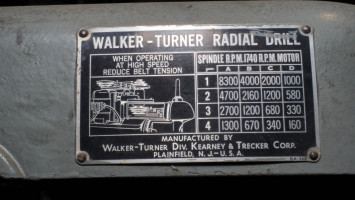 WALKER-TURNER RADIAL DRILL
WHEN OPERATING
AT HIGH SPEED
REDUCE BELT TENSION
SPINDLE R.P.M. 1740 R.P.M. MOTOR
A B C D
1 8300 4000 2000 1000
2 4700 2160 1200 580
3 2700 1200 680 330
4 1300 670 340 160
MANUFACTURED BY
WALKER-TURNER DIV. KEARNEY & TRECKER CORP.
PLAINFIELD, N.J.-U.S.A.